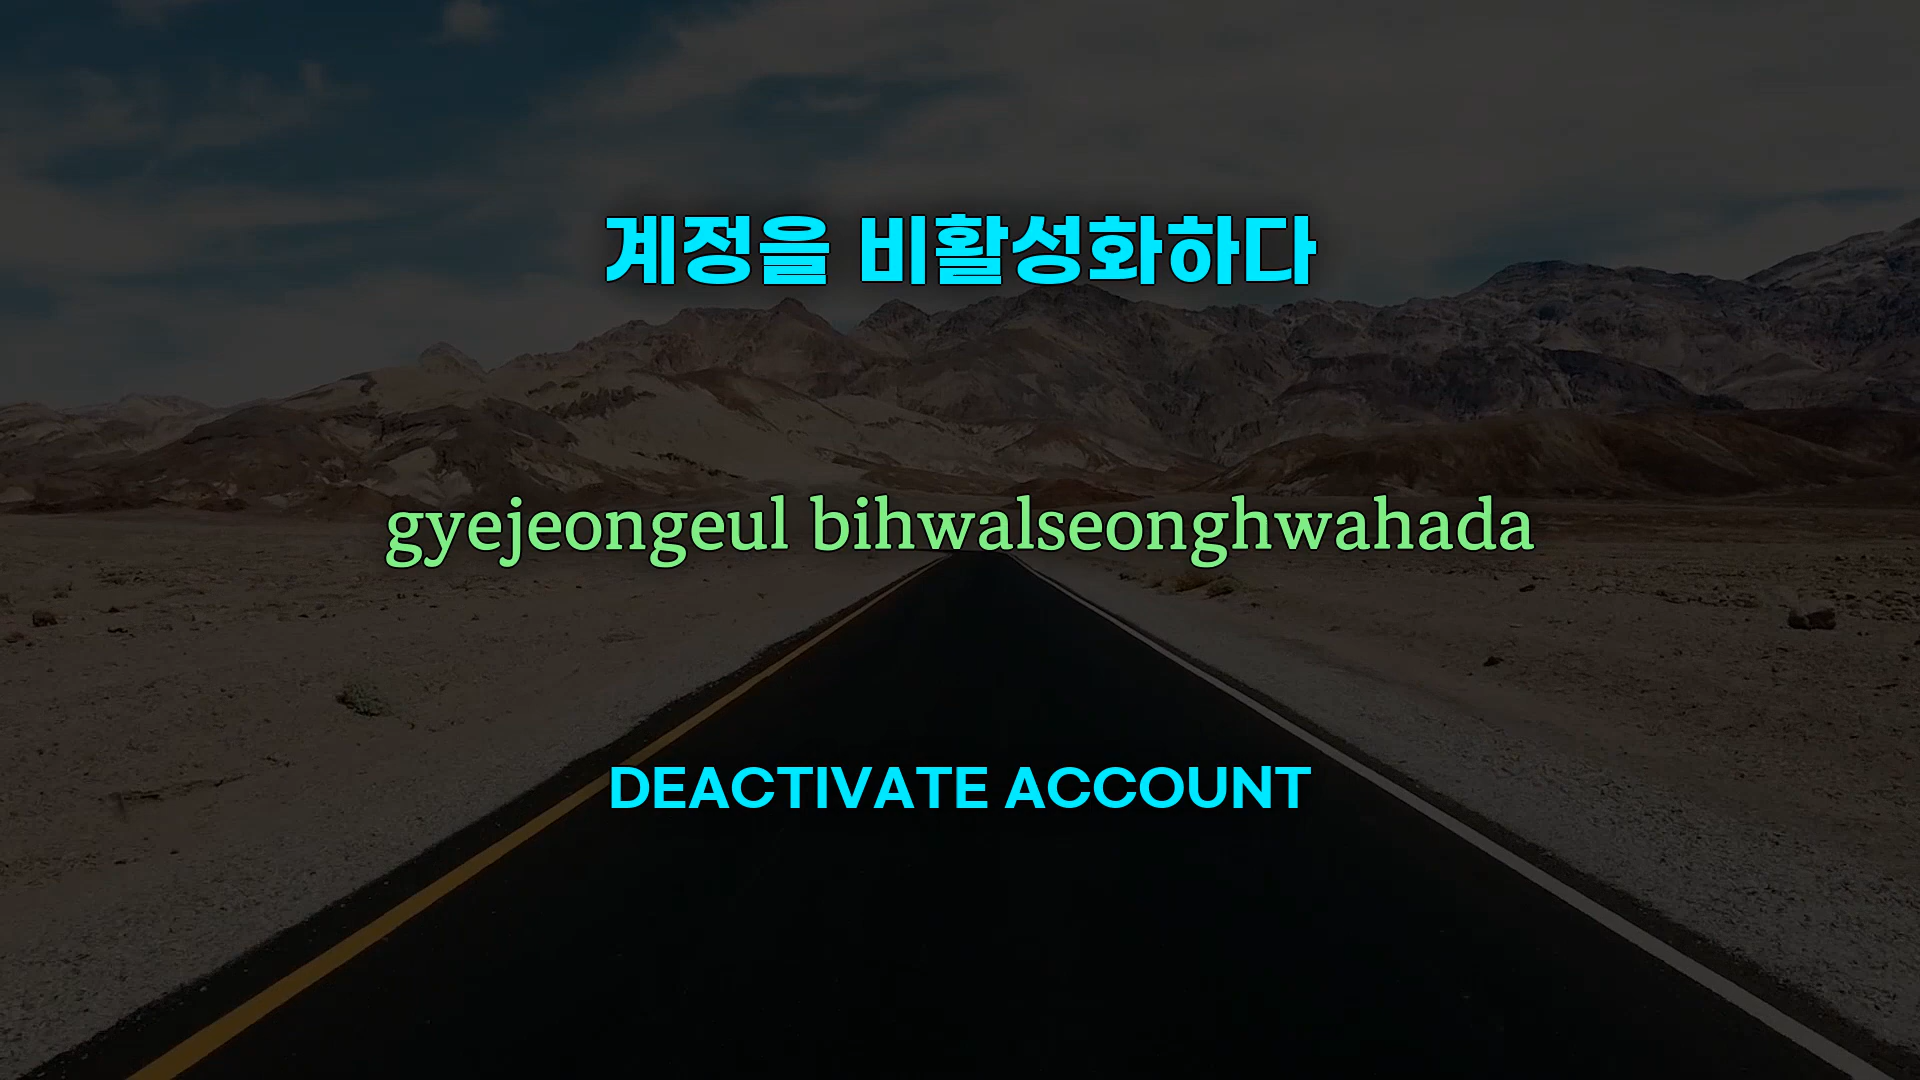 계정을 비활성화하다
gyejeongeul bihwalseonghwahada
DEACTIVATE ACCOUNT